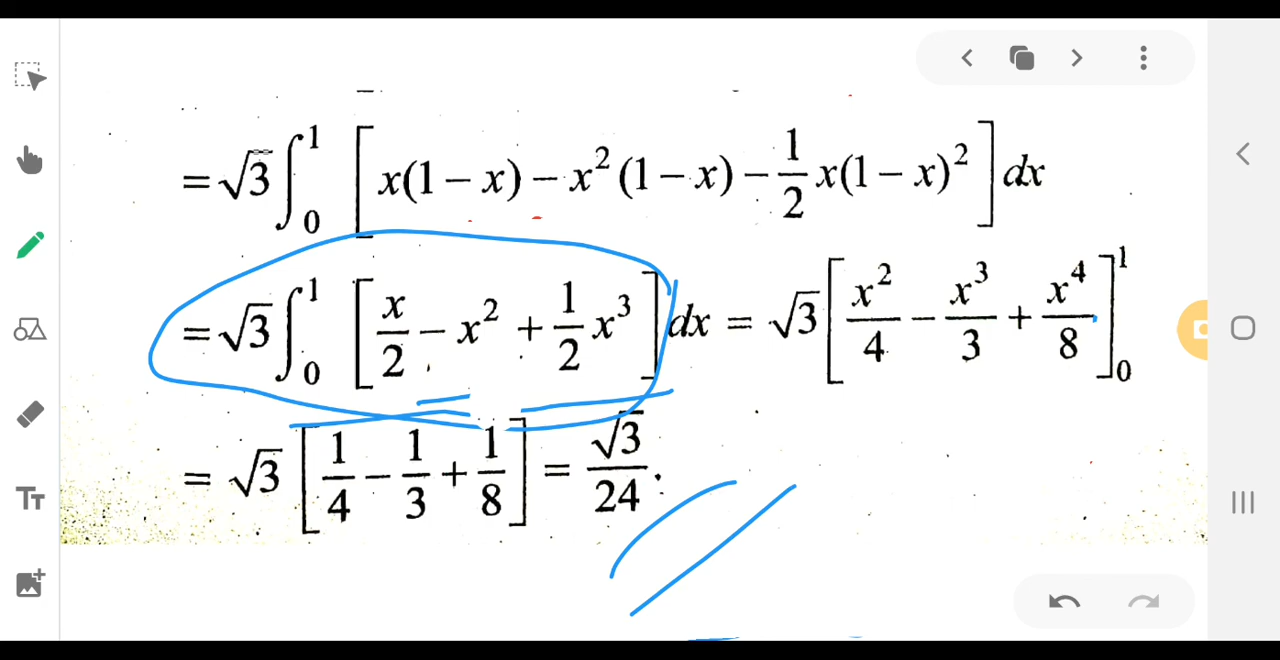 = √3 ∫₀¹ [ x(1 − x) − x² (1 − x) − 1/2 x(1 − x)² ] dx
= √3 ∫₀¹ [ x/2 − x² + 1/2 x³ ] dx = √3 [ x²/4 − x³/3 + x⁴/8 ]₀¹
= √3 [ 1/4 − 1/3 + 1/8 ] = √3/24 .
TT